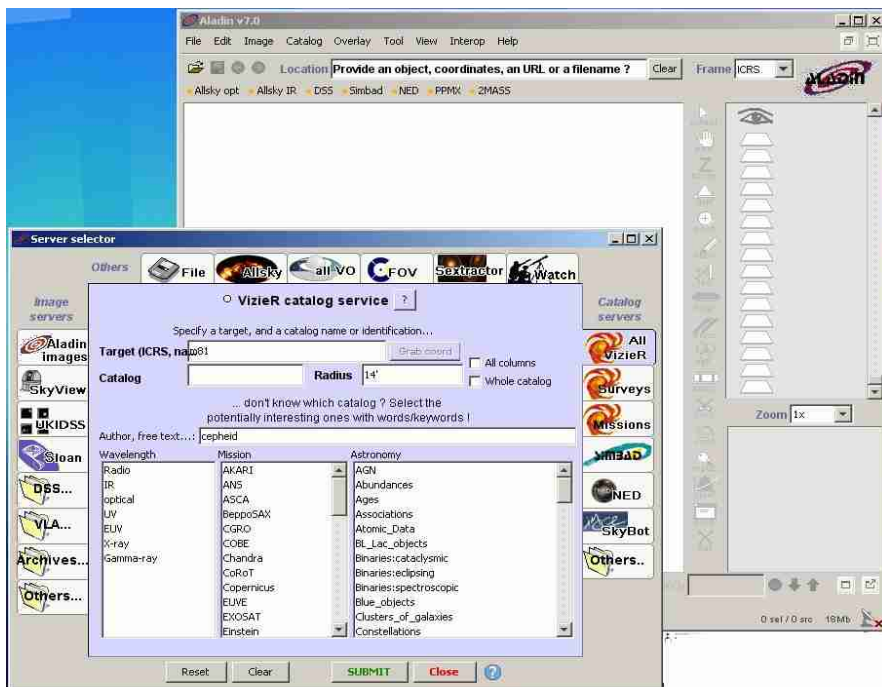 Aladin v7.0
File Edit Image Catalog Overlay Tool View Interop Help
Location Provide an object, coordinates, an URL or a filename ? Clear Frame ICRS ALADIN
Allsky opt Allsky IR DSS Simbad NED PPMX 2MASS
Server selector
Others File Allsky all VO FOV Sextractor Watch
Image servers
Aladin images
SkyView
UKIDSS
Sloan
DSS...
VLA...
Archives...
Others...
VizieR catalog service ?
Specify a target, and a catalog name or identification...
Target (ICRS, nam81 Grab coord
Catalog Radius 14'
All columns
Whole catalog
... don't know which catalog ? Select the
potentially interesting ones with words/keywords !
Author, free text...: cepheid
Wavelength Mission Astronomy
Radio AKARI AGN
IR ANS Abundances
optical ASCA Ages
UV BeppoSAX Associations
EUV CGRO Atomic_Data
X-ray COBE BL_Lac_objects
Gamma-ray Chandra Binaries:cataclysmic
CoRoT Binaries:eclipsing
Copernicus Binaries:spectroscopic
EUVE Blue_objects
EXOSAT Clusters_of_galaxies
Einstein Constellations
Catalog servers
All VizieR
Surveys
Missions
SIMBAD
NED
SkyBot
Others..
Reset Clear SUBMIT Close ?
Zoom 1x
0 sel / 0 src 18Mb